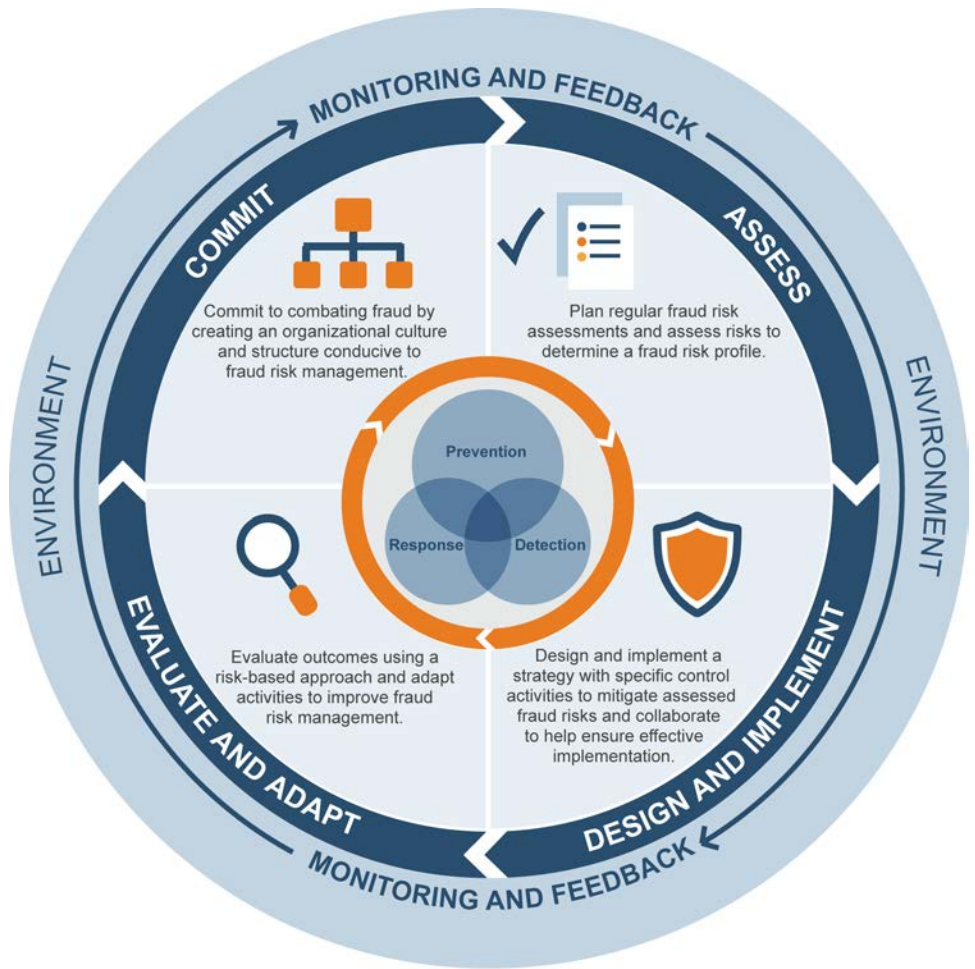 MONITORING AND FEEDBACK
COMMIT
ASSESS
Commit to combating fraud by
creating an organizational culture
and structure conducive to
fraud risk management.
Plan regular fraud risk
assessments and assess risks to
determine a fraud risk profile.
ENVIRONMENT
ENVIRONMENT
Prevention
Response
Detection
Evaluate outcomes using a
risk-based approach and adapt
activities to improve fraud
risk management.
Design and implement a
strategy with specific control
activities to mitigate assessed
fraud risks and collaborate
to help ensure effective
implementation.
EVALUATE AND ADAPT
DESIGN AND IMPLEMENT
MONITORING AND FEEDBACK